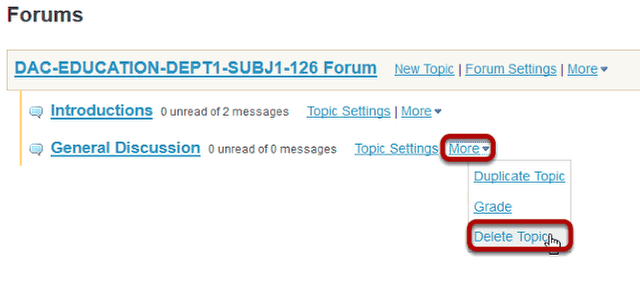 Forums
DAC-EDUCATION-DEPT1-SUBJ1-126 Forum New Topic | Forum Settings | More
Introductions 0 unread of 2 messages Topic Settings | More
General Discussion 0 unread of 0 messages Topic Settings More
Duplicate Topic
Grade
Delete Topic